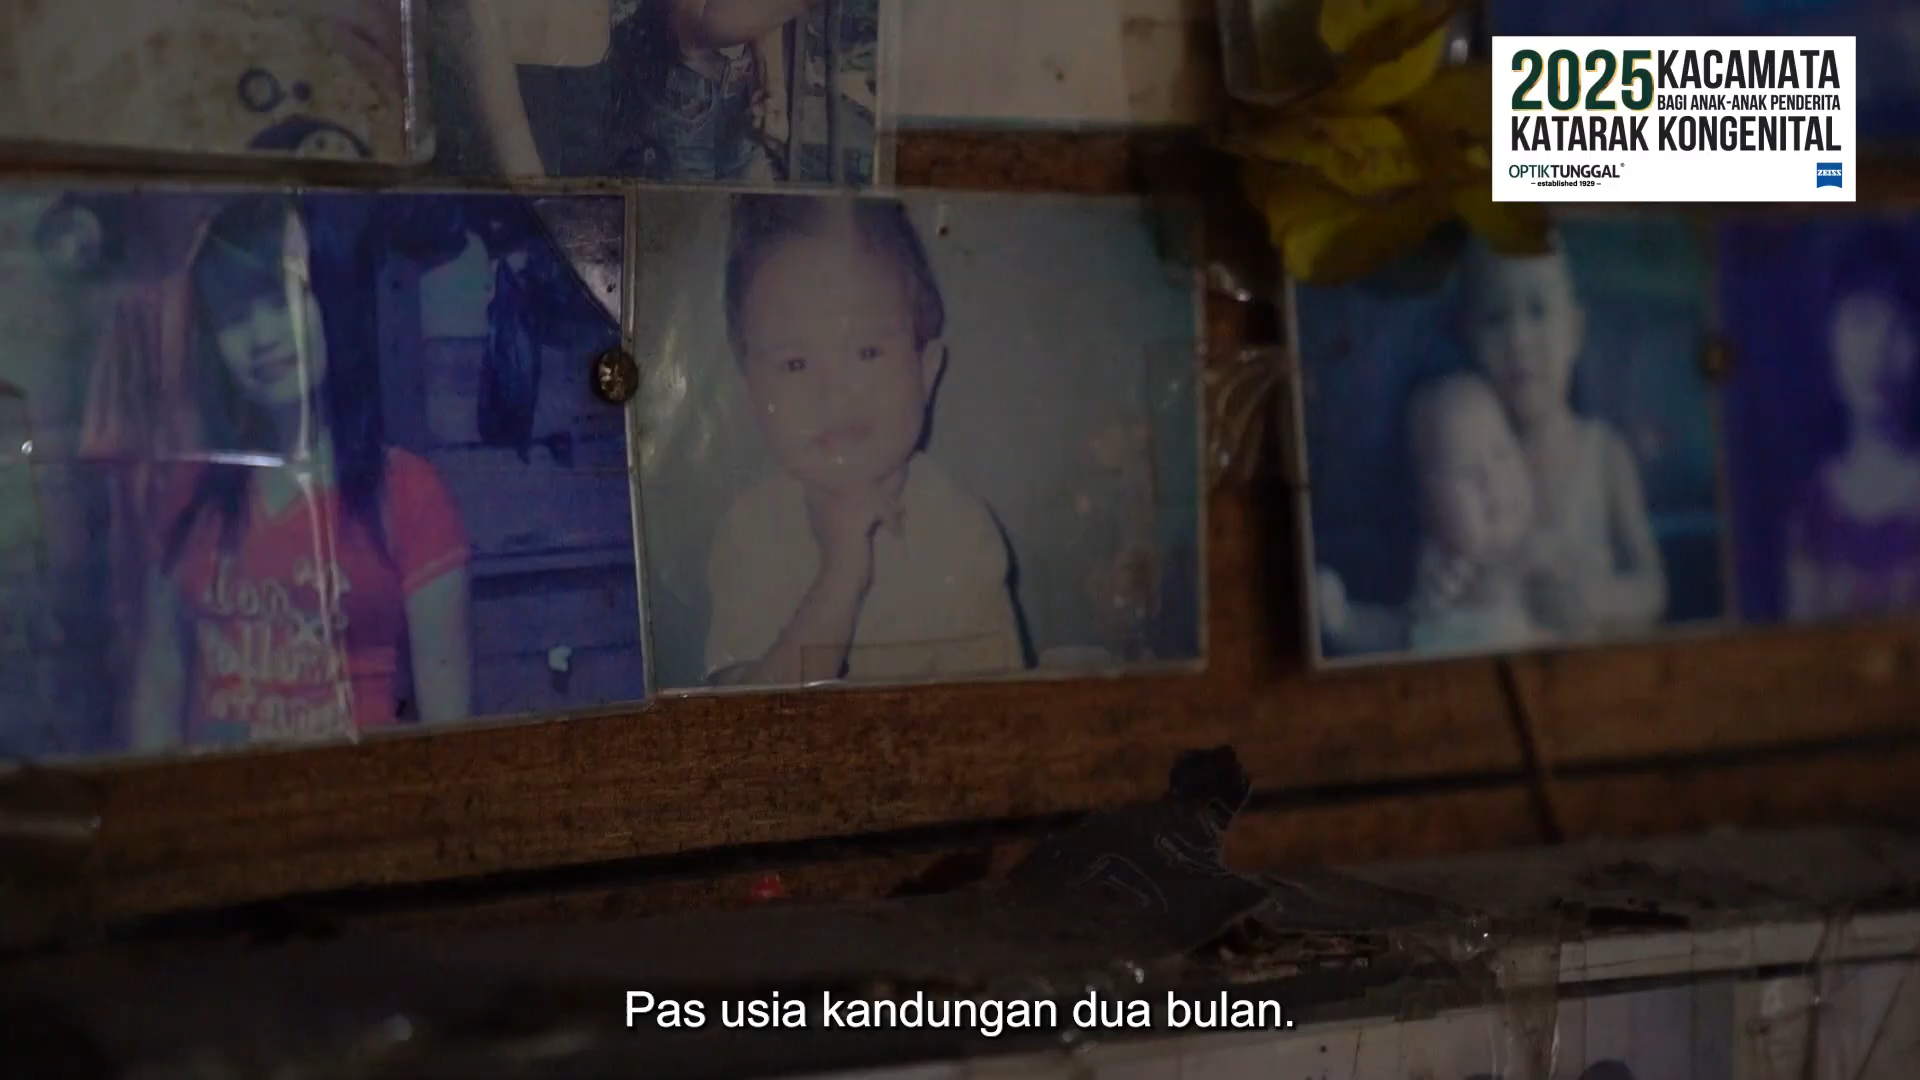 2025 KACAMATA
BAGI ANAK-ANAK PENDERITA
KATARAK KONGENITAL
OPTIKTUNGGAL®
– established 1929 –
ZEISS
Pas usia kandungan dua bulan.